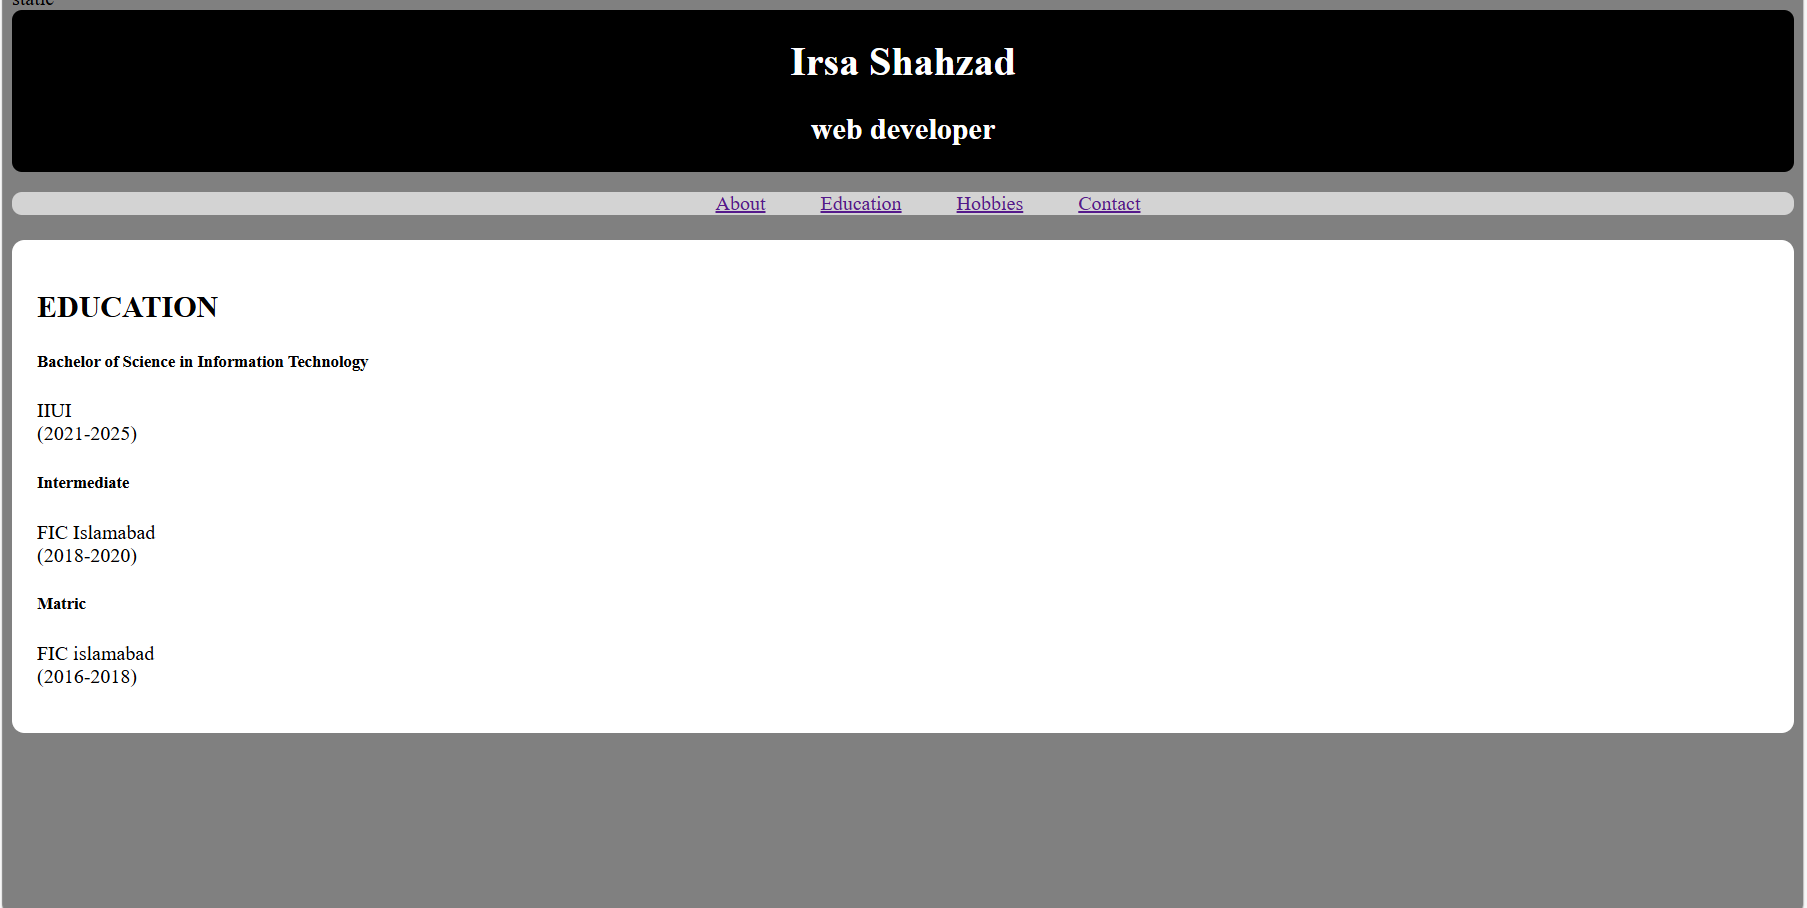 static
Irsa Shahzad
web developer
About Education Hobbies Contact
EDUCATION
Bachelor of Science in Information Technology
IIUI
(2021-2025)
Intermediate
FIC Islamabad
(2018-2020)
Matric
FIC islamabad
(2016-2018)